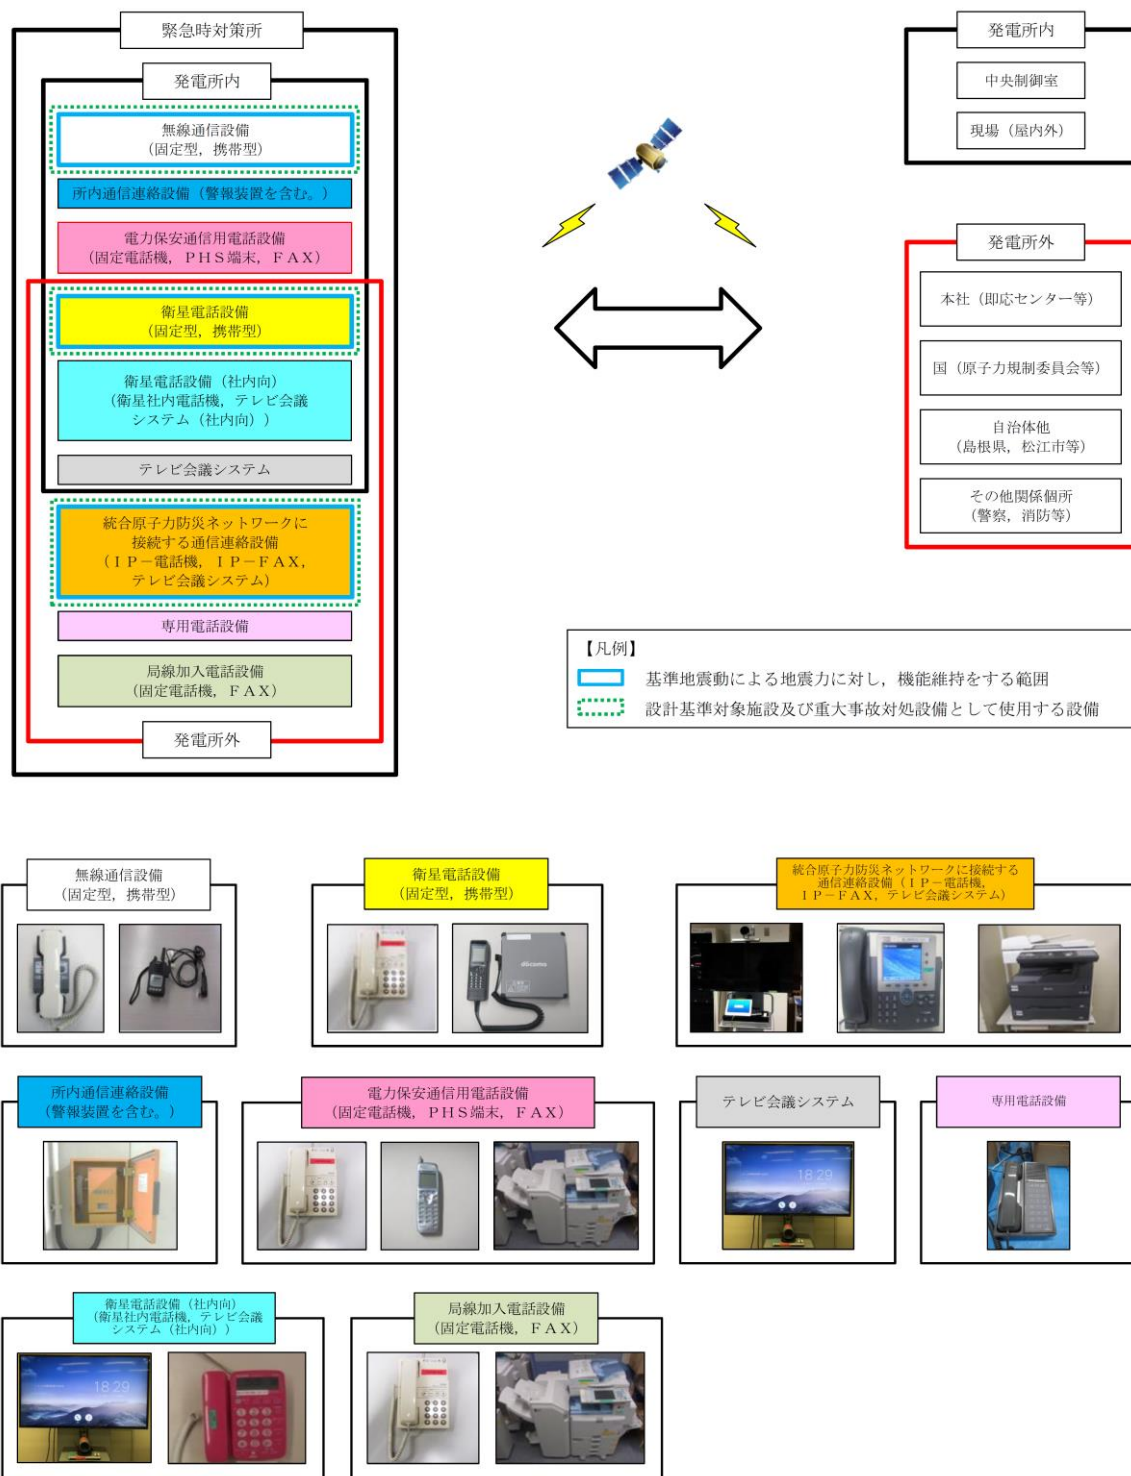 緊急時対策所
発電所内
無線通信設備
(固定型,携帯型)
所内通信連絡設備(警報装置を含む。)
電力保安通信用電話設備
(固定電話機,PHS端末,FAX)
衛星電話設備
(固定型,携帯型)
衛星電話設備(社内向)
(衛星社内電話機,テレビ会議
システム(社内向))
テレビ会議システム
統合原子力防災ネットワークに
接続する通信連絡設備
(IP-電話機,IP-FAX,
テレビ会議システム)
専用電話設備
局線加入電話設備
(固定電話機,FAX)
発電所外
発電所内
中央制御室
現場(屋内外)
発電所外
本社(即応センター等)
国(原子力規制委員会等)
自治体他
(島根県,松江市等)
その他関係個所
(警察,消防等)
【凡例】
基準地震動による地震力に対し,機能維持をする範囲
設計基準対象施設及び重大事故対処設備として使用する設備
無線通信設備
(固定型,携帯型)
衛星電話設備
(固定型,携帯型)
docomo
統合原子力防災ネットワークに接続する
通信連絡設備(IP-電話機,
IP-FAX,テレビ会議システム)
所内通信連絡設備
(警報装置を含む。)
電力保安通信用電話設備
(固定電話機,PHS端末,FAX)
テレビ会議システム
18:29
専用電話設備
衛星電話設備(社内向)
(衛星社内電話機,テレビ会議
システム(社内向))
18:29
局線加入電話設備
(固定電話機,FAX)